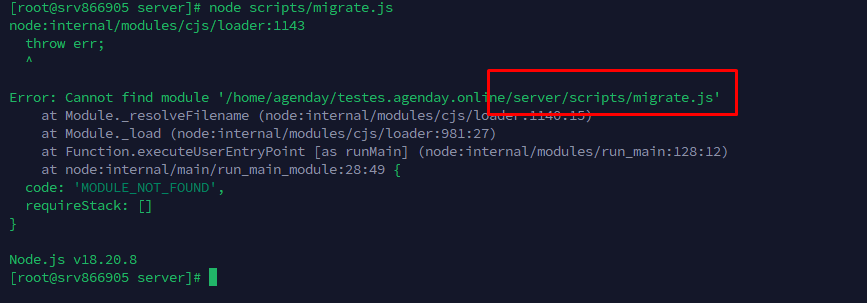 [root@srv866905 server]# node scripts/migrate.js
node:internal/modules/cjs/loader:1143
  throw err;
  ^
Error: Cannot find module '/home/agenday/testes.agenday.online/server/scripts/migrate.js'
    at Module._resolveFilename (node:internal/modules/cjs/loader:1140:15)
    at Module._load (node:internal/modules/cjs/loader:981:27)
    at Function.executeUserEntryPoint [as runMain] (node:internal/modules/run_main:128:12)
    at node:internal/main/run_main_module:28:49 {
  code: 'MODULE_NOT_FOUND',
  requireStack: []
}
Node.js v18.20.8
[root@srv866905 server]#